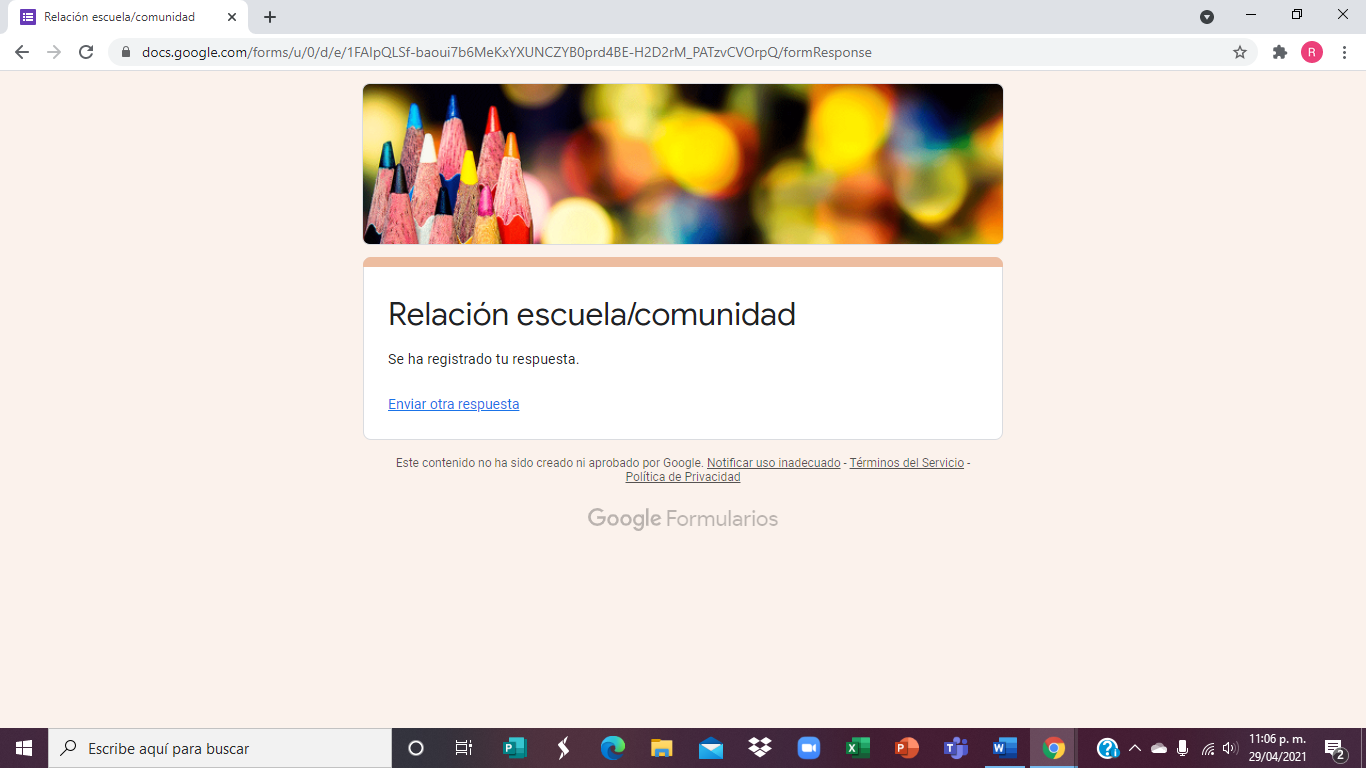 Relación escuela/comunidad
docs.google.com/forms/u/0/d/e/1FAIpQLSf-baoui7b6MeKxYXUNCZYB0prd4BE-H2D2rM_PATzvCVOrpQ/formResponse
R
Relación escuela/comunidad
Se ha registrado tu respuesta.
Enviar otra respuesta
Este contenido no ha sido creado ni aprobado por Google. Notificar uso inadecuado - Términos del Servicio -
Política de Privacidad
Google Formularios
Escribe aquí para buscar
11:06 p. m.
29/04/2021
2